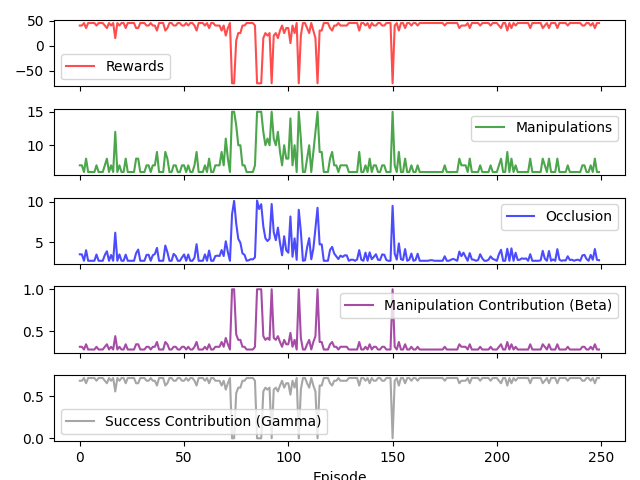 50
0
−50
Rewards
15
10
Manipulations
10
5
Occlusion
1.0
0.5
Manipulation Contribution (Beta)
0.5
0.0
Success Contribution (Gamma)
0 50 100 150 200 250
Episode